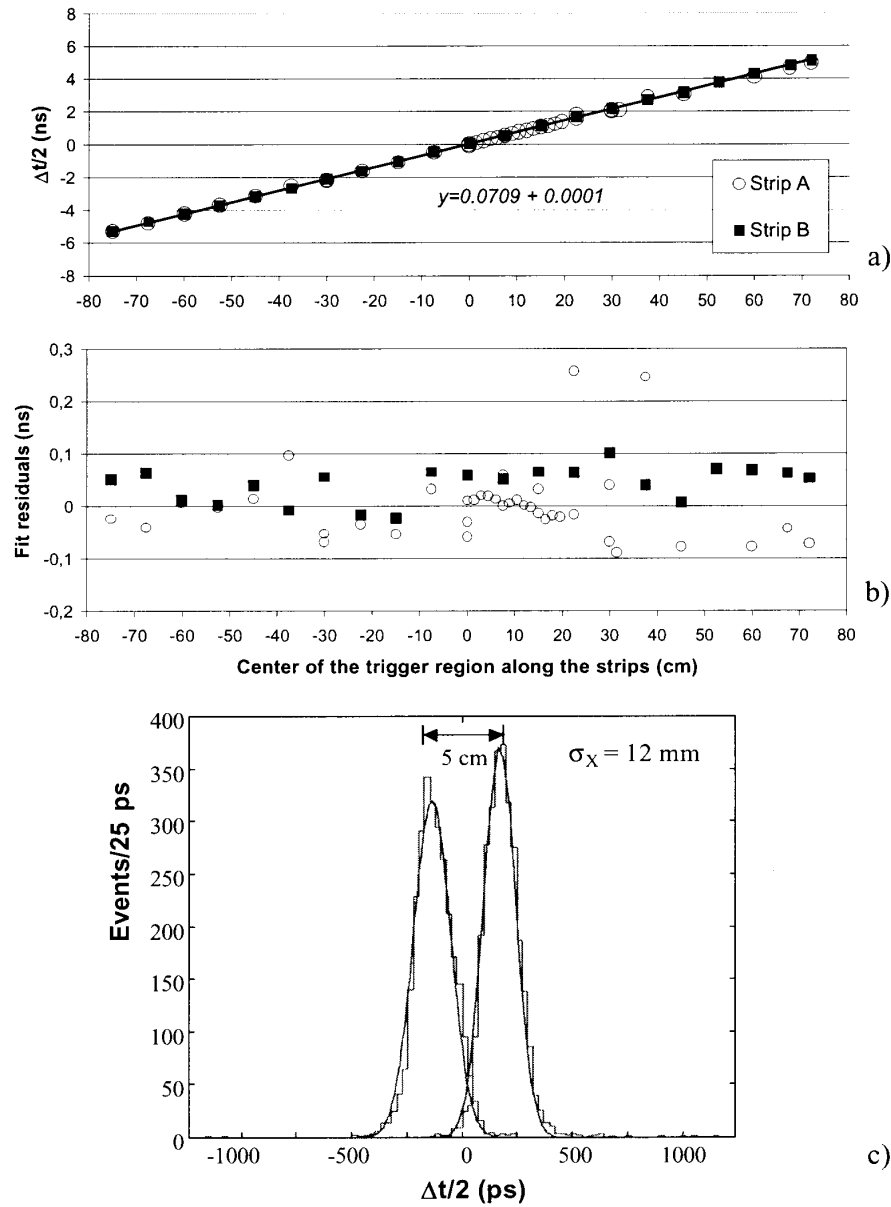 8
6
4
2
0
-2
-4
-6
-8
Δt/2 (ns)
y=0.0709 + 0.0001
Strip A
Strip B
a)
-80 -70 -60 -50 -40 -30 -20 -10 0 10 20 30 40 50 60 70 80
0,3
0,2
0,1
0
-0,1
-0,2
Fit residuals (ns)
b)
-80 -70 -60 -50 -40 -30 -20 -10 0 10 20 30 40 50 60 70 80
Center of the trigger region along the strips (cm)
400
350
300
250
200
150
100
50
0
Events/25 ps
5 cm
σX = 12 mm
-1000 -500 0 500 1000
Δt/2 (ps)
c)